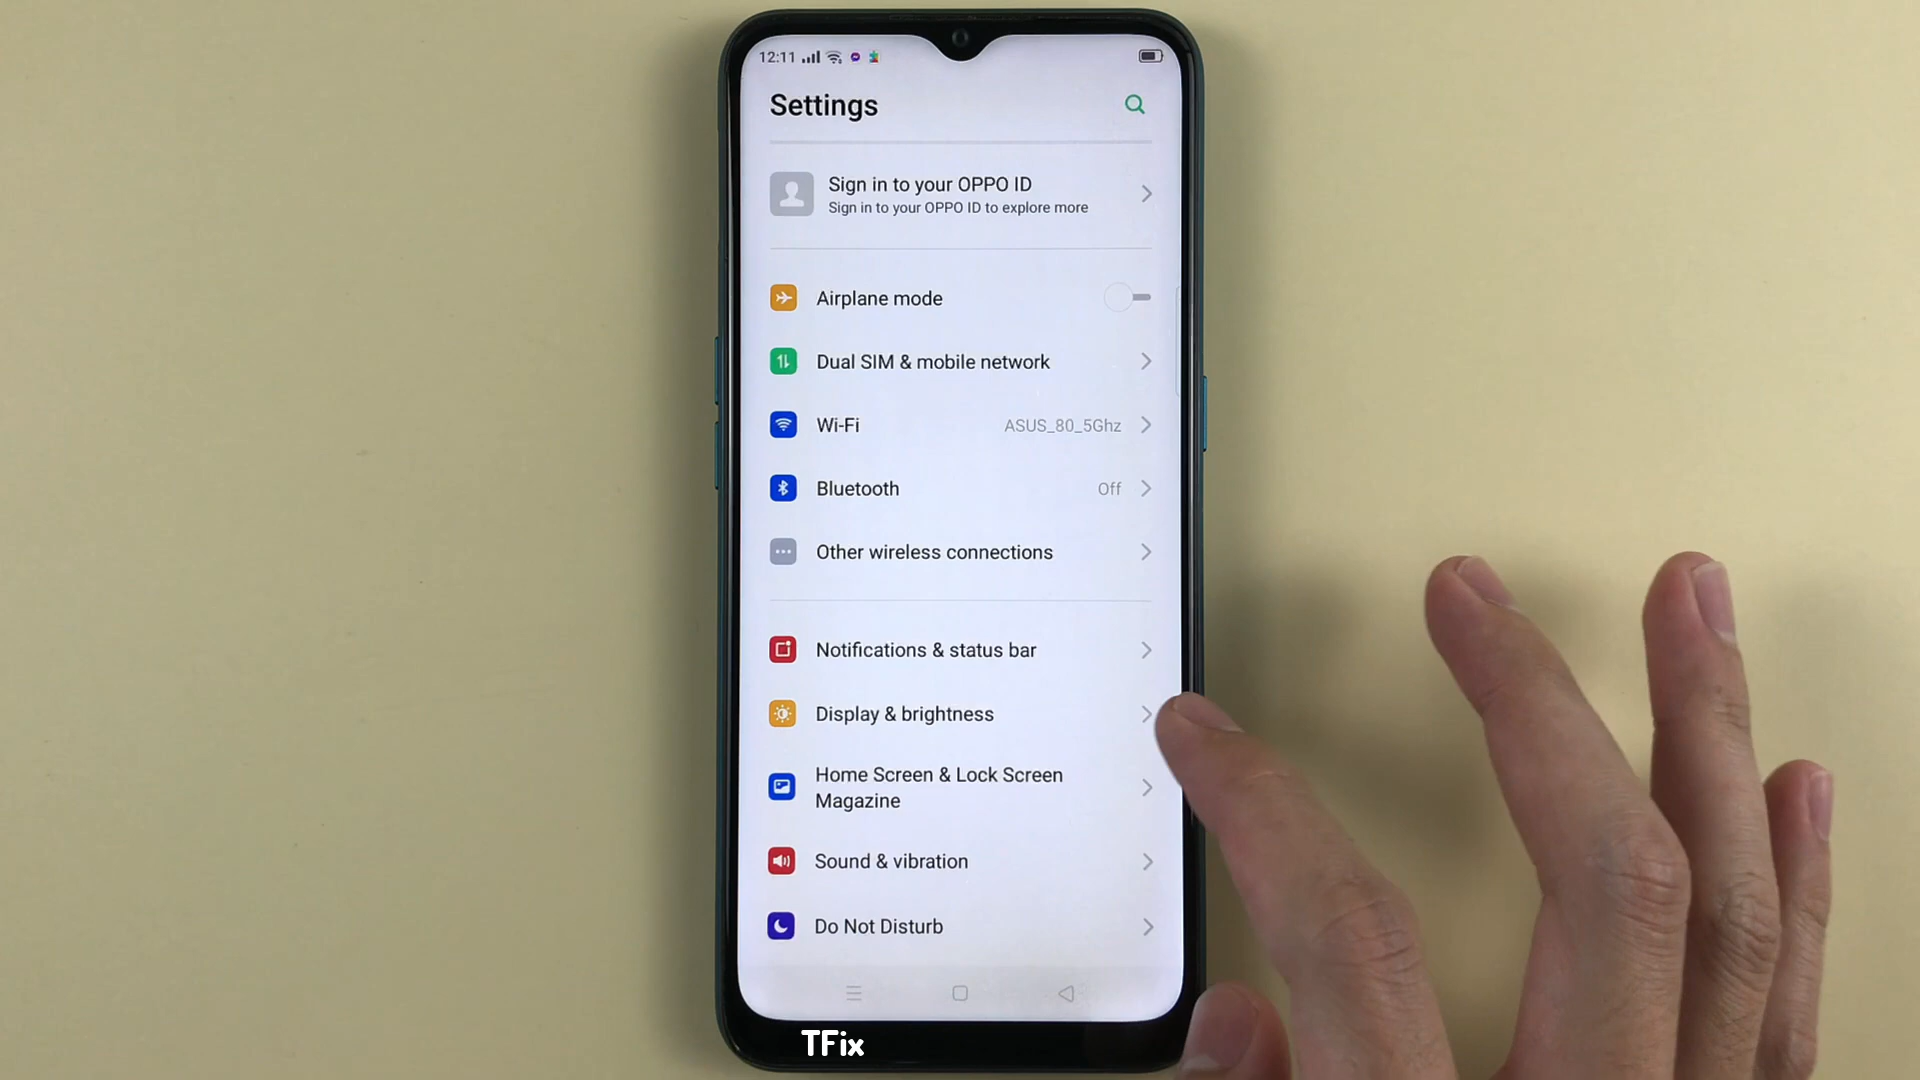 12:11
Settings
Sign in to your OPPO ID
Sign in to your OPPO ID to explore more
Airplane mode
Dual SIM & mobile network
Wi-Fi ASUS_80_5Ghz
Bluetooth Off
Other wireless connections
Notifications & status bar
Display & brightness
Home Screen & Lock Screen
Magazine
Sound & vibration
Do Not Disturb
TFix